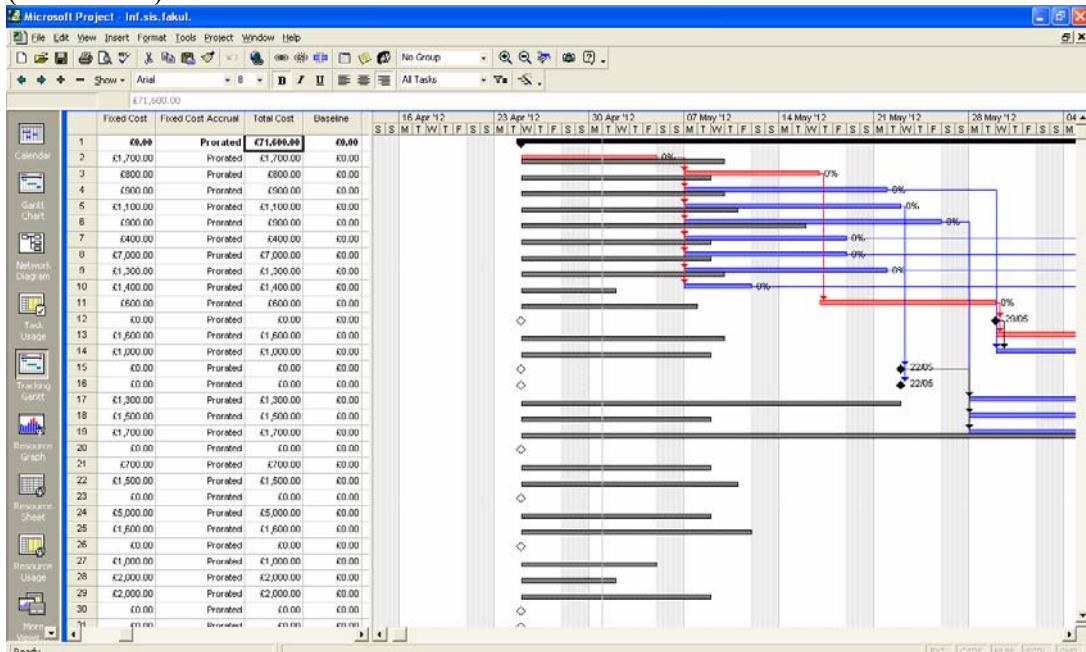 Microsoft Project - Inf.sis.fakul.
File Edit View Insert Format Tools Project Window Help
No Group
Show Arial 8 B I U All Tasks
£71,600.00
Fixed Cost Fixed Cost Accrual Total Cost Baseline
16 Apr '12 23 Apr '12 30 Apr '12 07 May '12 14 May '12 21 May '12 28 May '12 04
S S M T W T F S S M T W T F S S M T W T F S S M T W T F S S M T W T F S S M T W T F S S M T W T F S S M
1 £0.00 Prorated £71,600.00 £0.00
2 £1,700.00 Prorated £1,700.00 £0.00 0%
3 £800.00 Prorated £800.00 £0.00 0%
4 £900.00 Prorated £900.00 £0.00 0%
5 £1,100.00 Prorated £1,100.00 £0.00 0%
6 £900.00 Prorated £900.00 £0.00 0%
7 £400.00 Prorated £400.00 £0.00 0%
8 £7,000.00 Prorated £7,000.00 £0.00 0%
9 £1,300.00 Prorated £1,300.00 £0.00 0%
10 £1,400.00 Prorated £1,400.00 £0.00 0%
11 £600.00 Prorated £600.00 £0.00 0%
12 £0.00 Prorated £0.00 £0.00 29/05
13 £1,600.00 Prorated £1,600.00 £0.00
14 £1,000.00 Prorated £1,000.00 £0.00
15 £0.00 Prorated £0.00 £0.00 22/05
16 £0.00 Prorated £0.00 £0.00 22/05
17 £1,300.00 Prorated £1,300.00 £0.00
18 £1,500.00 Prorated £1,500.00 £0.00
19 £1,700.00 Prorated £1,700.00 £0.00
20 £0.00 Prorated £0.00 £0.00
21 £700.00 Prorated £700.00 £0.00
22 £1,500.00 Prorated £1,500.00 £0.00
23 £0.00 Prorated £0.00 £0.00
24 £5,000.00 Prorated £5,000.00 £0.00
25 £1,600.00 Prorated £1,600.00 £0.00
26 £0.00 Prorated £0.00 £0.00
27 £1,000.00 Prorated £1,000.00 £0.00
28 £2,000.00 Prorated £2,000.00 £0.00
29 £2,000.00 Prorated £2,000.00 £0.00
30 £0.00 Prorated £0.00 £0.00
31 £0.00 Prorated £0.00 £0.00
Calendar
Gantt
Chart
Network
Diagram
Task
Usage
Tracking
Gantt
Resource
Graph
Resource
Sheet
Resource
Usage
More
Views...
Ready
EXT CAPS NUM SCRL OVR